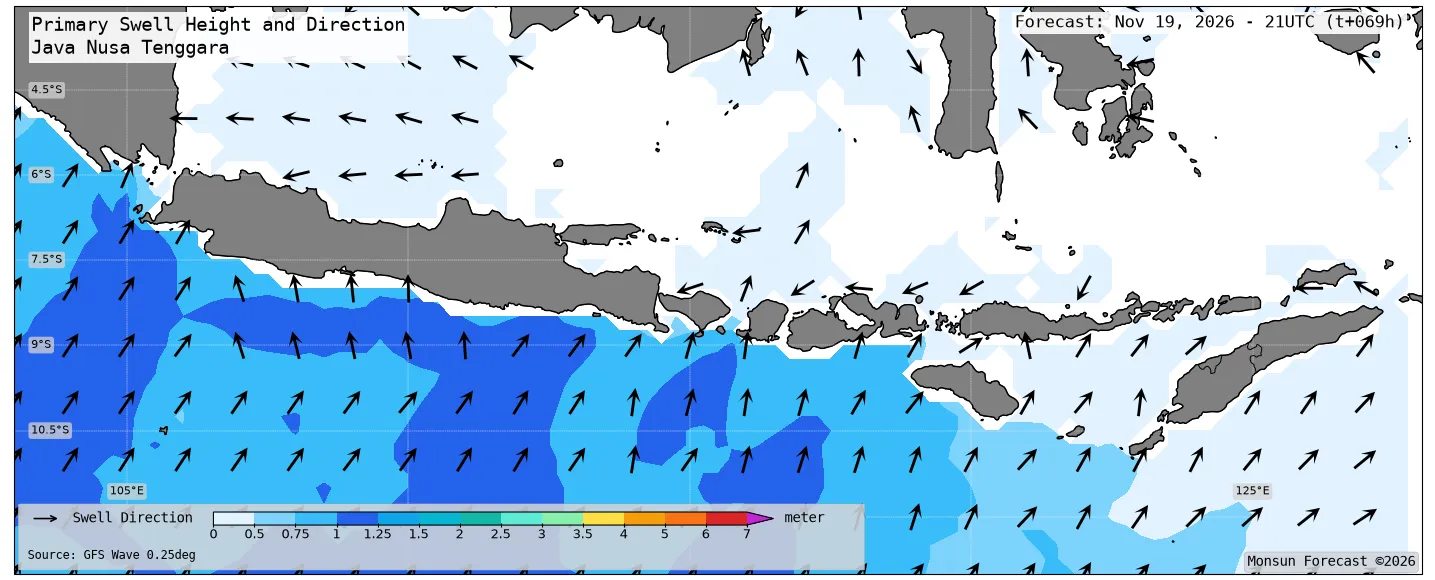 Primary Swell Height and Direction
Java Nusa Tenggara
Forecast: Nov 19, 2026 - 21UTC (t+069h)
4.5°S
6°S
7.5°S
9°S
10.5°S
105°E
125°E
Swell Direction
0 0.5 0.75 1 1.25 1.5 2 2.5 3 3.5 4 5 6 7
meter
Source: GFS Wave 0.25deg
Monsun Forecast ©2026